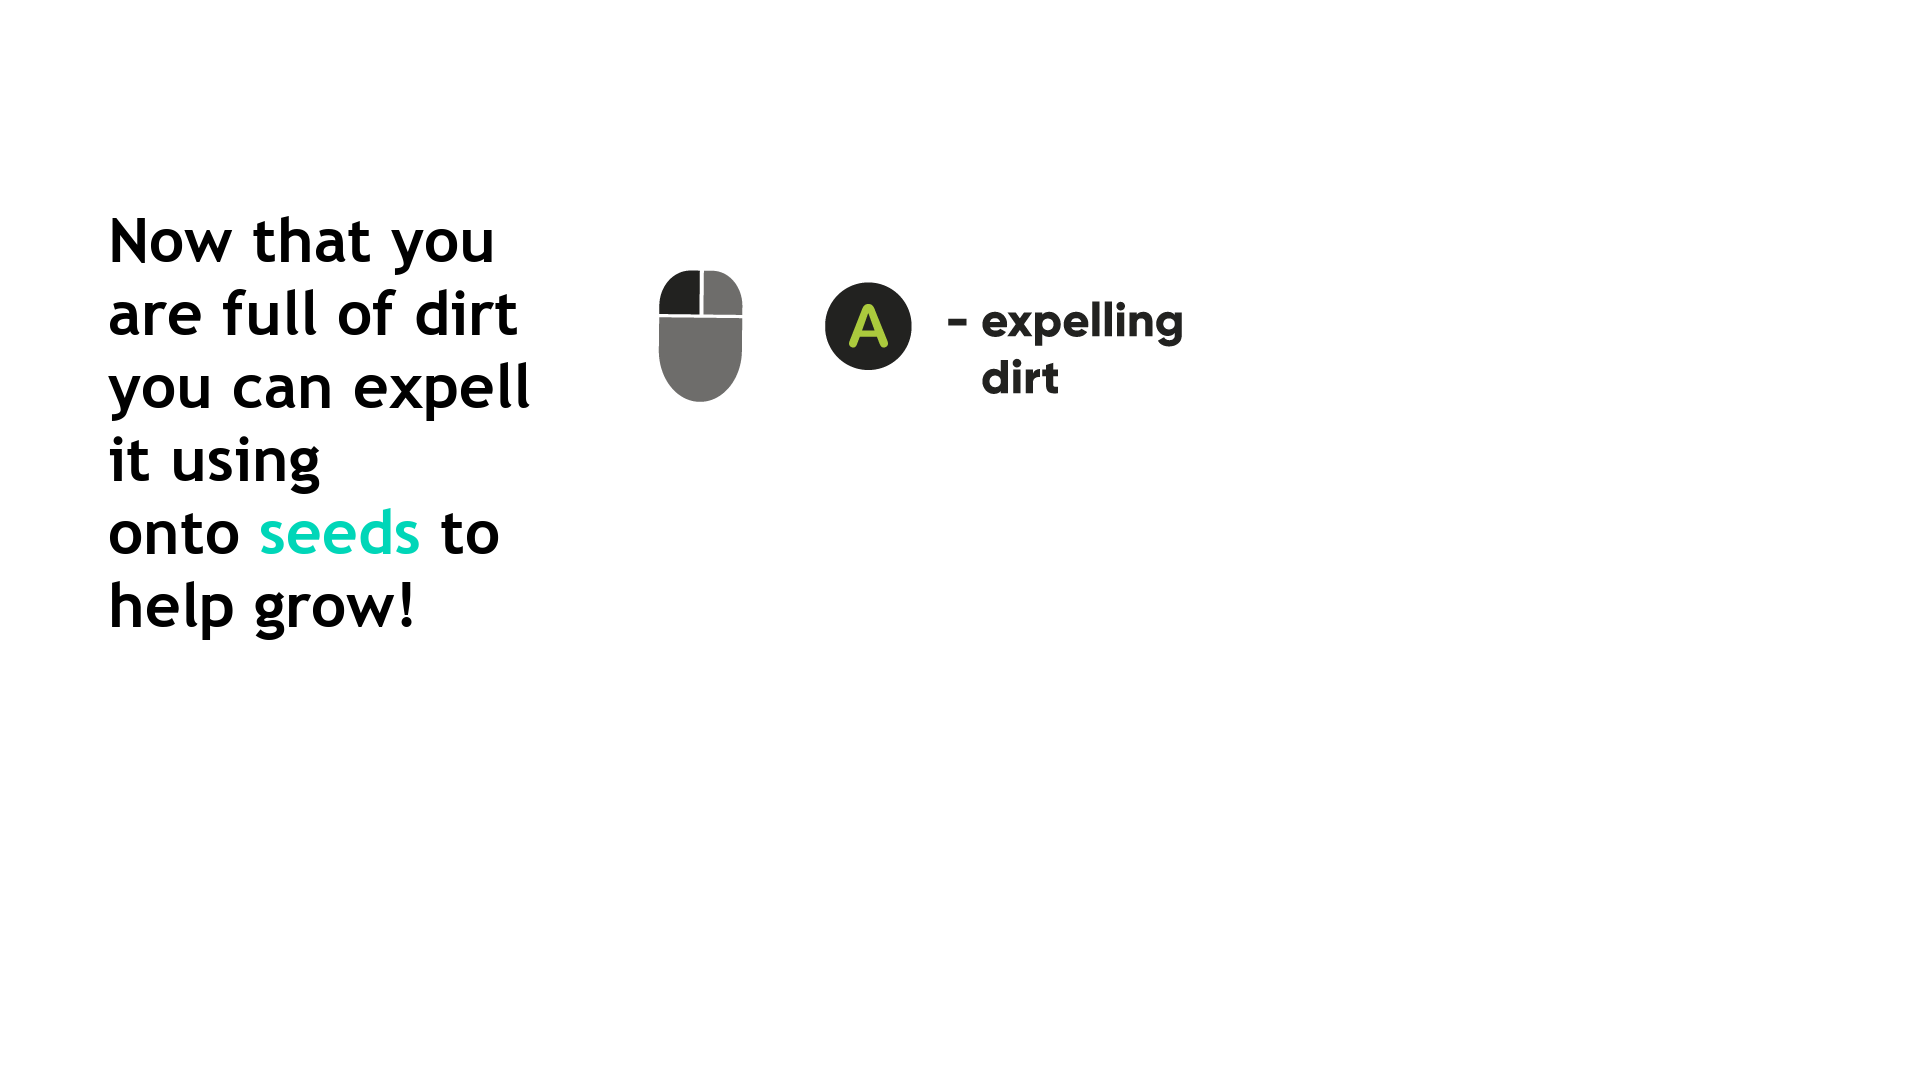 Now that you
are full of dirt
you can expell
it using
onto seeds to
help grow!
A
- expelling
dirt